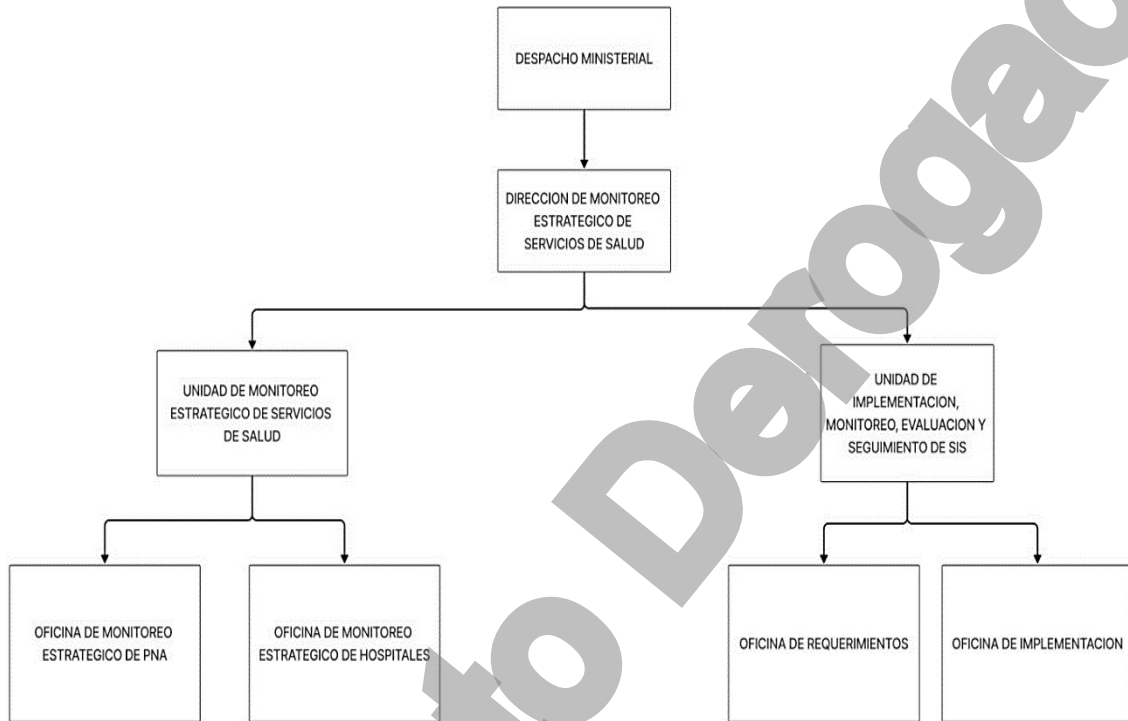 DESPACHO MINISTERIAL
DIRECCION DE MONITOREO
ESTRATEGICO DE
SERVICIOS DE SALUD
UNIDAD DE MONITOREO
ESTRATEGICO DE SERVICIOS
DE SALUD
UNIDAD DE
IMPLEMENTACION,
MONITOREO, EVALUACION Y
SEGUIMIENTO DE SIS
OFICINA DE MONITOREO
ESTRATEGICO DE PNA
OFICINA DE MONITOREO
ESTRATEGICO DE HOSPITALES
OFICINA DE REQUERIMIENTOS
OFICINA DE IMPLEMENTACION